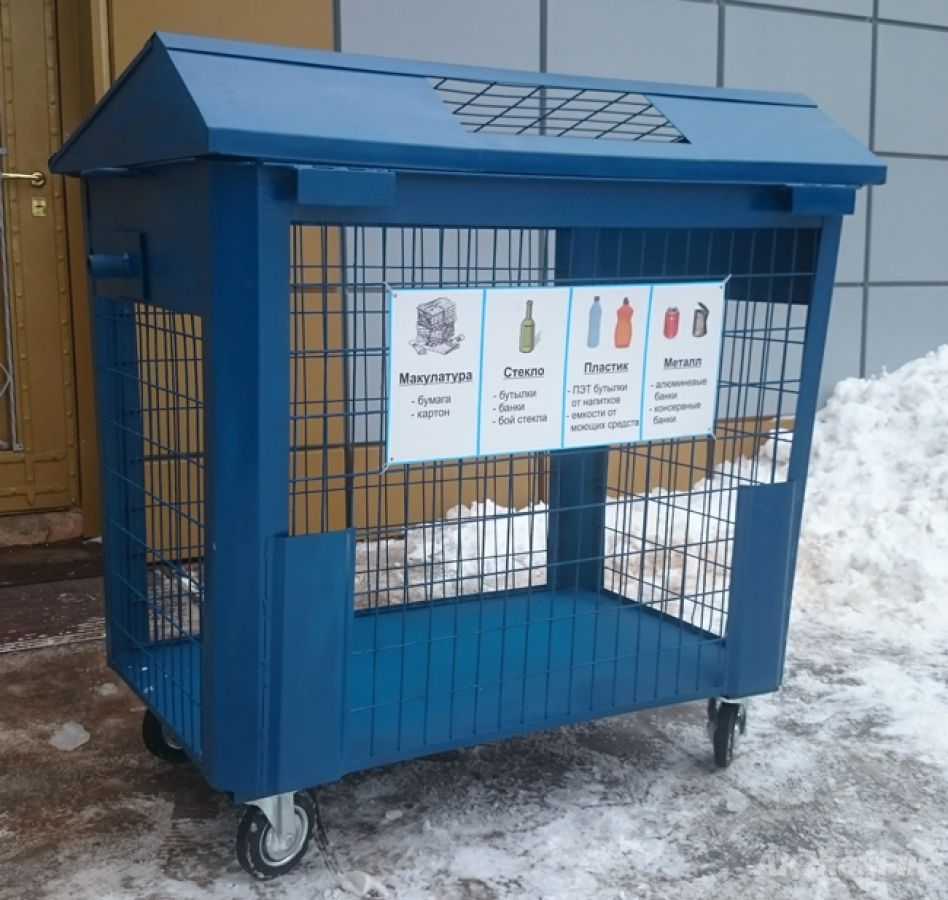 Макулатура
- бумага
- картон
Стекло
- бутылки
- банки
- бой стекла
Пластик
- ПЭТ бутылки
от напитков
- емкости от
моющих средств
Металл
- алюминевые
банки
- консервные
банки
АкЖайык